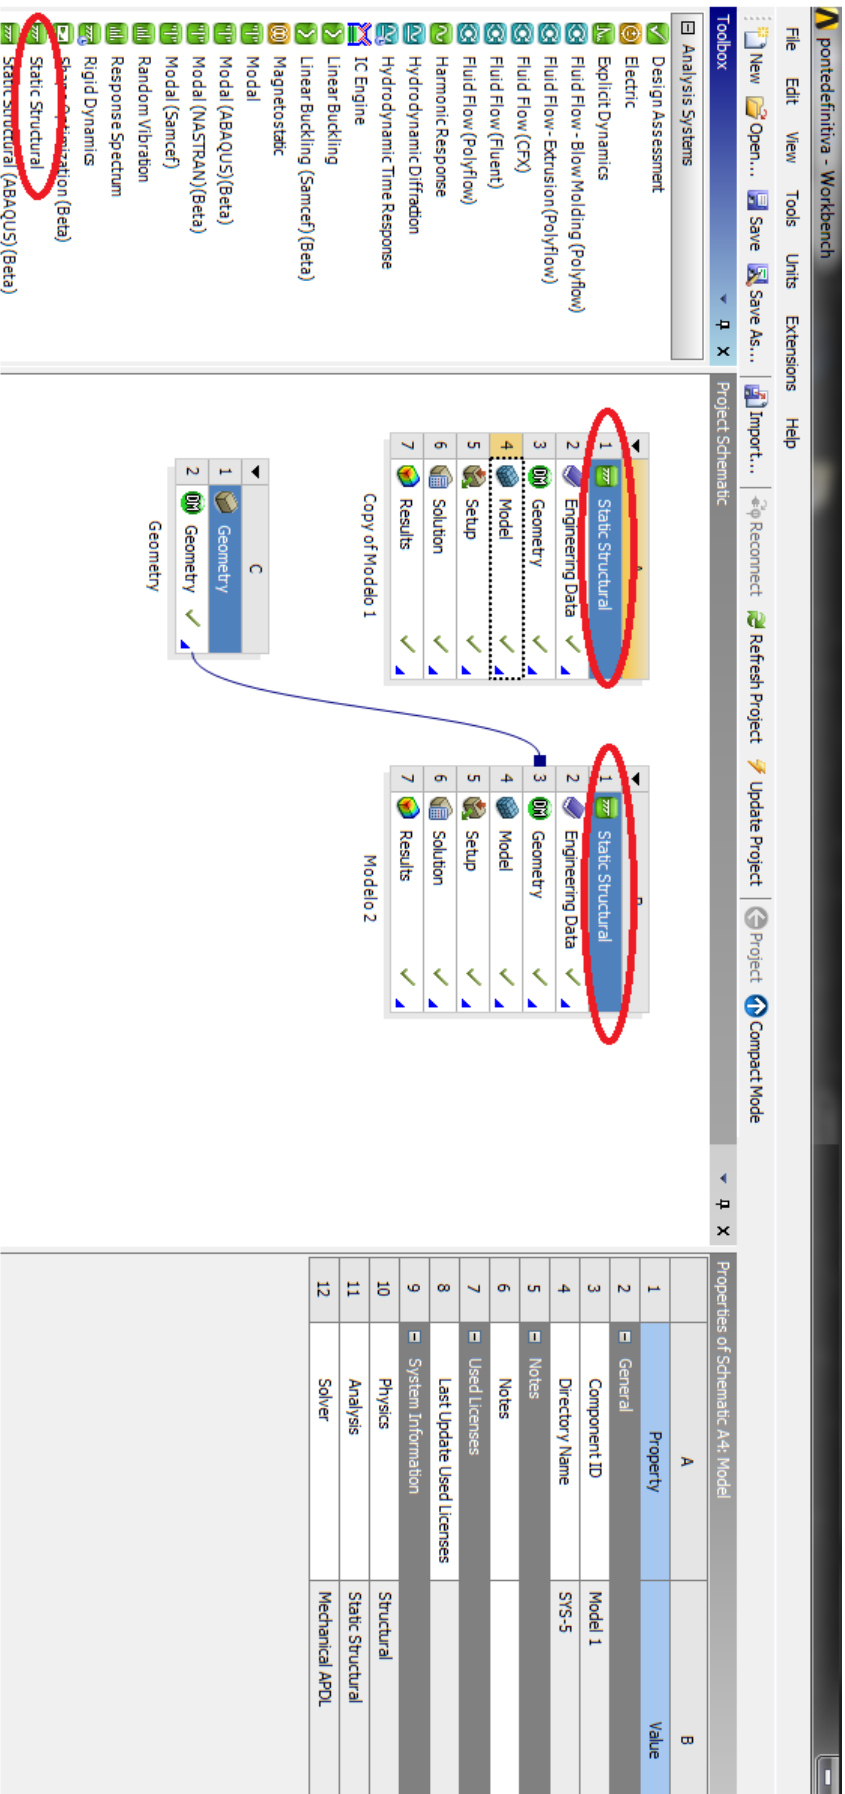 pontedefinitiva - Workbench
File Edit View Tools Units Extensions Help
New Open... Save Save As... Import... Reconnect Refresh Project Update Project Project Compact Mode
Toolbox
Analysis Systems
Design Assessment
Electric
Explicit Dynamics
Fluid Flow - Blow Molding (Polyflow)
Fluid Flow- Extrusion (Polyflow)
Fluid Flow (CFX)
Fluid Flow (Fluent)
Fluid Flow (Polyflow)
Harmonic Response
Hydrodynamic Diffraction
Hydrodynamic Time Response
IC Engine
Linear Buckling
Linear Buckling (Samcef) (Beta)
Magnetostatic
Modal
Modal (ABAQUS)(Beta)
Modal (NASTRAN)(Beta)
Modal (Samcef)
Random Vibration
Response Spectrum
Rigid Dynamics
Shape Optimization (Beta)
Static Structural
Static Structural (ABAQUS) (Beta)
Project Schematic
A
1 Static Structural
2 Engineering Data
3 Geometry
4 Model
5 Setup
6 Solution
7 Results
Copy of Modelo 1
B
1 Static Structural
2 Engineering Data
3 Geometry
4 Model
5 Setup
6 Solution
7 Results
Modelo 2
C
1 Geometry
2 Geometry
Geometry
Properties of Schematic A4: Model
A B
1 Property Value
2 General
3 Component ID Model 1
4 Directory Name SYS-5
5 Notes
6 Notes
7 Used Licenses
8 Last Update Used Licenses
9 System Information
10 Physics Structural
11 Analysis Static Structural
12 Solver Mechanical APDL